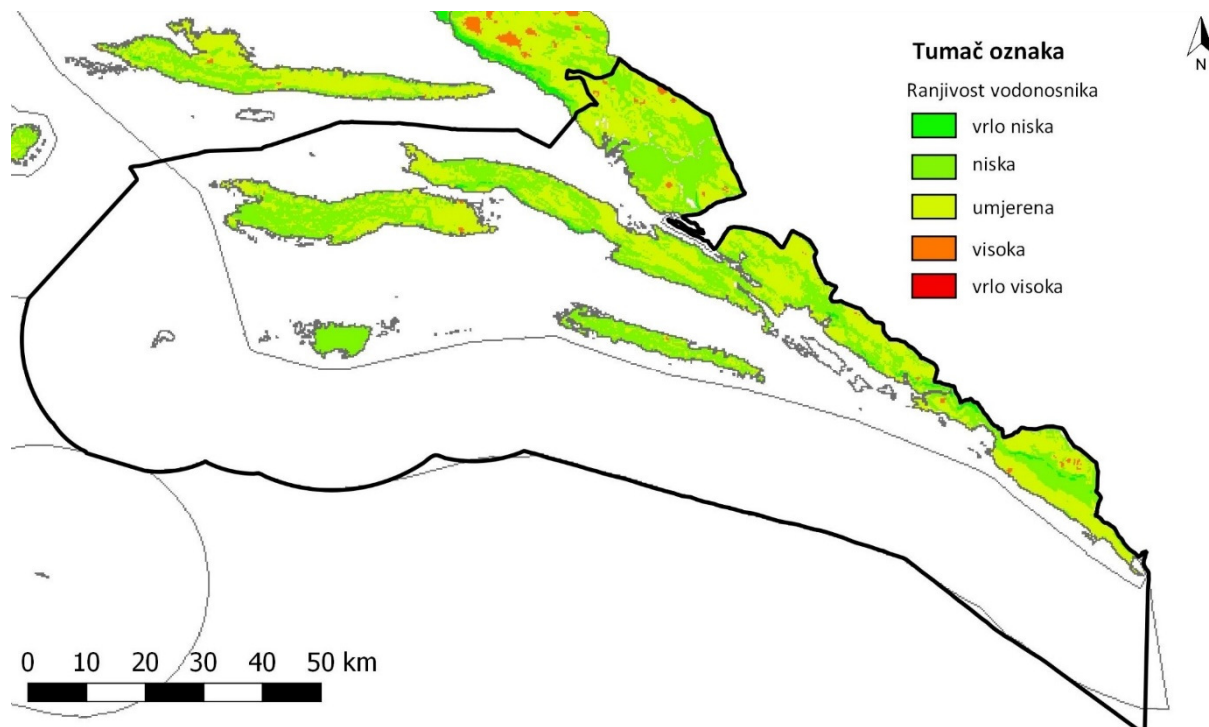 Tumač oznaka
N
Ranjivost vodonosnika
vrlo niska
niska
umjerena
visoka
vrlo visoka
0 10 20 30 40 50 km